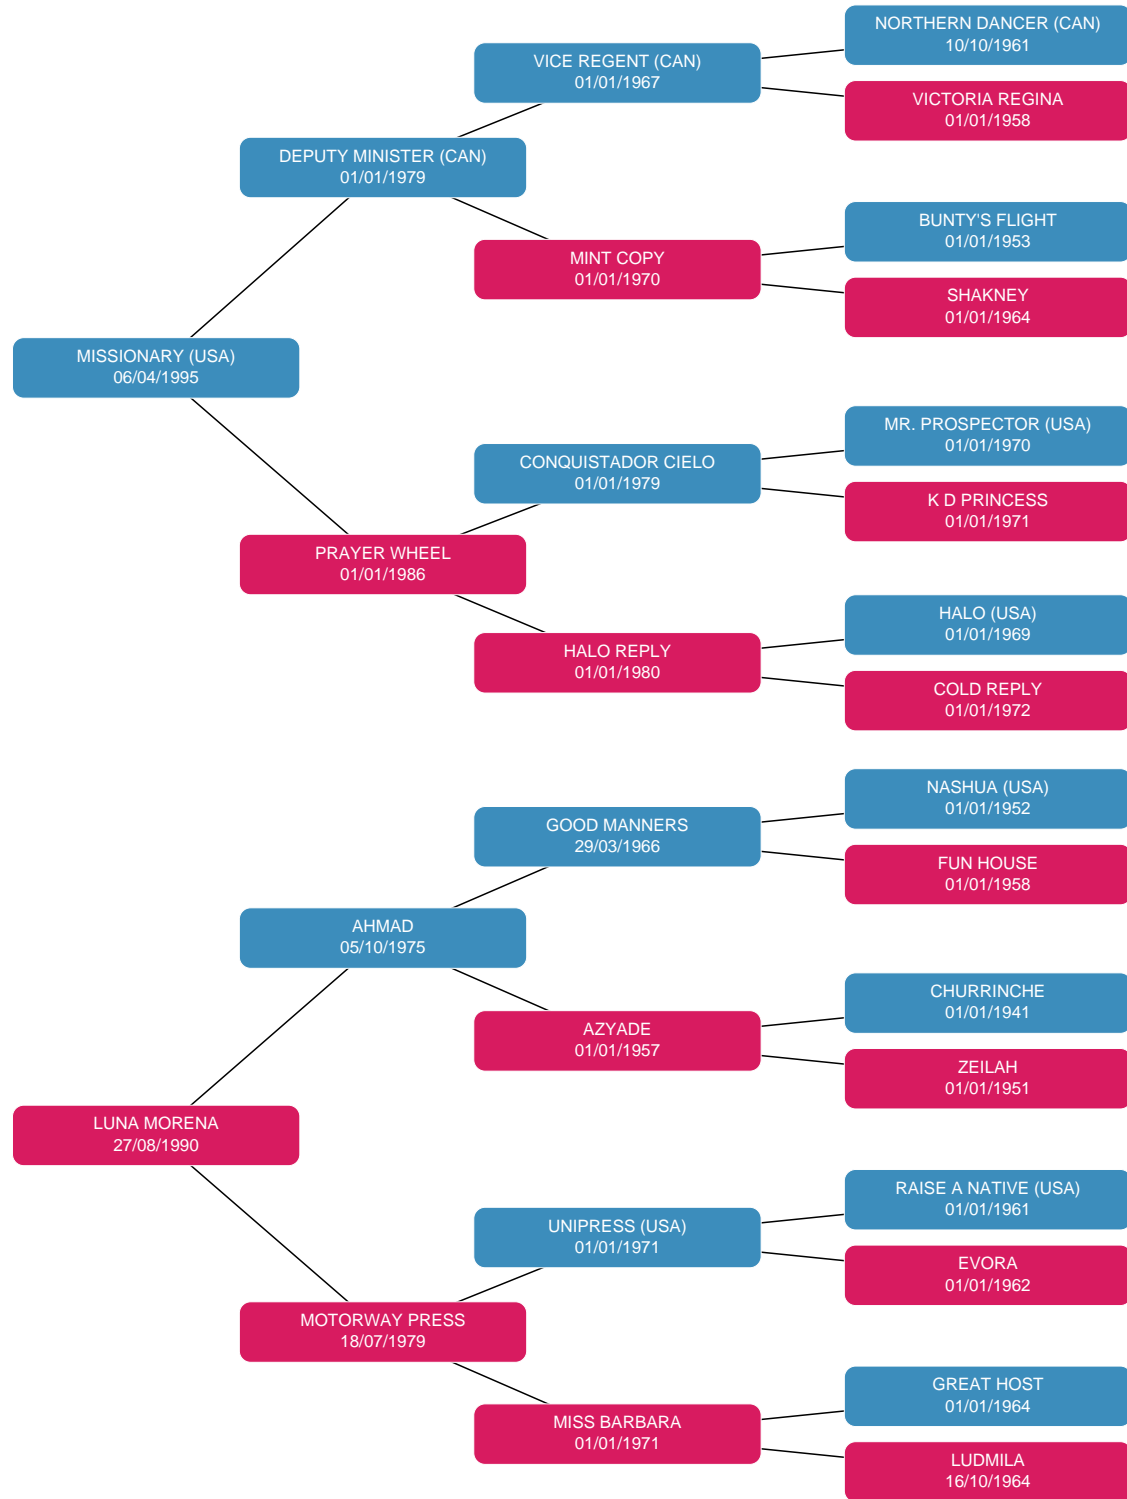 NORTHERN DANCER (CAN)
10/10/1961
VICE REGENT (CAN)
01/01/1967
VICTORIA REGINA
01/01/1958
DEPUTY MINISTER (CAN)
01/01/1979
BUNTY'S FLIGHT
01/01/1953
MINT COPY
01/01/1970
SHAKNEY
01/01/1964
MISSIONARY (USA)
06/04/1995
MR. PROSPECTOR (USA)
01/01/1970
CONQUISTADOR CIELO
01/01/1979
K D PRINCESS
01/01/1971
PRAYER WHEEL
01/01/1986
HALO (USA)
01/01/1969
HALO REPLY
01/01/1980
COLD REPLY
01/01/1972
NASHUA (USA)
01/01/1952
GOOD MANNERS
29/03/1966
FUN HOUSE
01/01/1958
AHMAD
05/10/1975
CHURRINCHE
01/01/1941
AZYADE
01/01/1957
ZEILAH
01/01/1951
LUNA MORENA
27/08/1990
RAISE A NATIVE (USA)
01/01/1961
UNIPRESS (USA)
01/01/1971
EVORA
01/01/1962
MOTORWAY PRESS
18/07/1979
GREAT HOST
01/01/1964
MISS BARBARA
01/01/1971
LUDMILA
16/10/1964